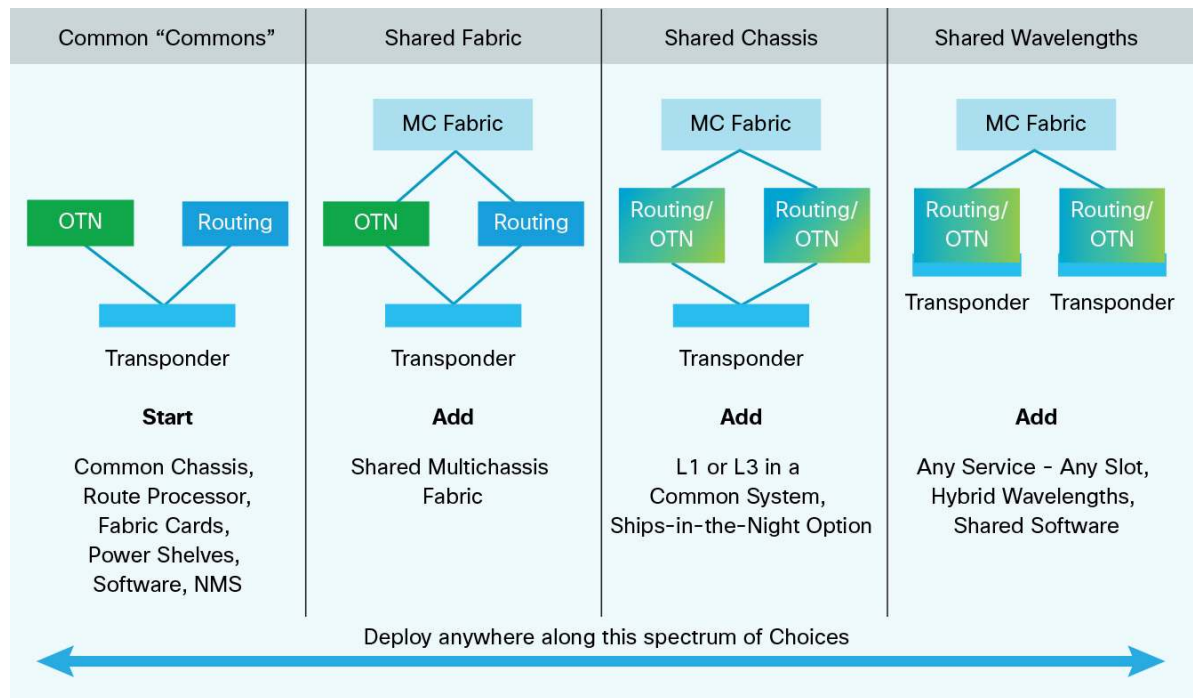 Common “Commons”
OTN
Routing
Transponder
Start
Common Chassis,
Route Processor,
Fabric Cards,
Power Shelves,
Software, NMS
Shared Fabric
MC Fabric
OTN
Routing
Transponder
Add
Shared Multichassis
Fabric
Shared Chassis
MC Fabric
Routing/
OTN
Routing/
OTN
Transponder
Add
L1 or L3 in a
Common System,
Ships-in-the-Night Option
Shared Wavelengths
MC Fabric
Routing/
OTN
Routing/
OTN
Transponder
Transponder
Add
Any Service - Any Slot,
Hybrid Wavelengths,
Shared Software
Deploy anywhere along this spectrum of Choices